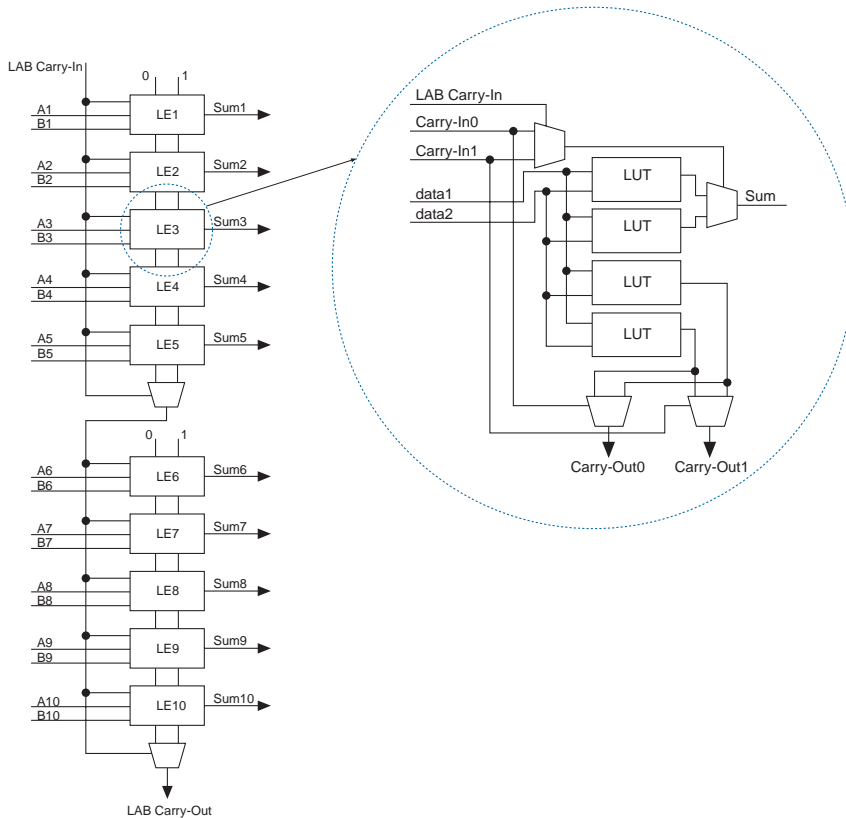 LAB Carry-In
0 1
A1
B1
LE1
Sum1
A2
B2
LE2
Sum2
A3
B3
LE3
Sum3
A4
B4
LE4
Sum4
A5
B5
LE5
Sum5
0 1
A6
B6
LE6
Sum6
A7
B7
LE7
Sum7
A8
B8
LE8
Sum8
A9
B9
LE9
Sum9
A10
B10
LE10
Sum10
LAB Carry-Out
LAB Carry-In
Carry-In0
Carry-In1
data1
data2
LUT
LUT
LUT
LUT
Sum
Carry-Out0
Carry-Out1